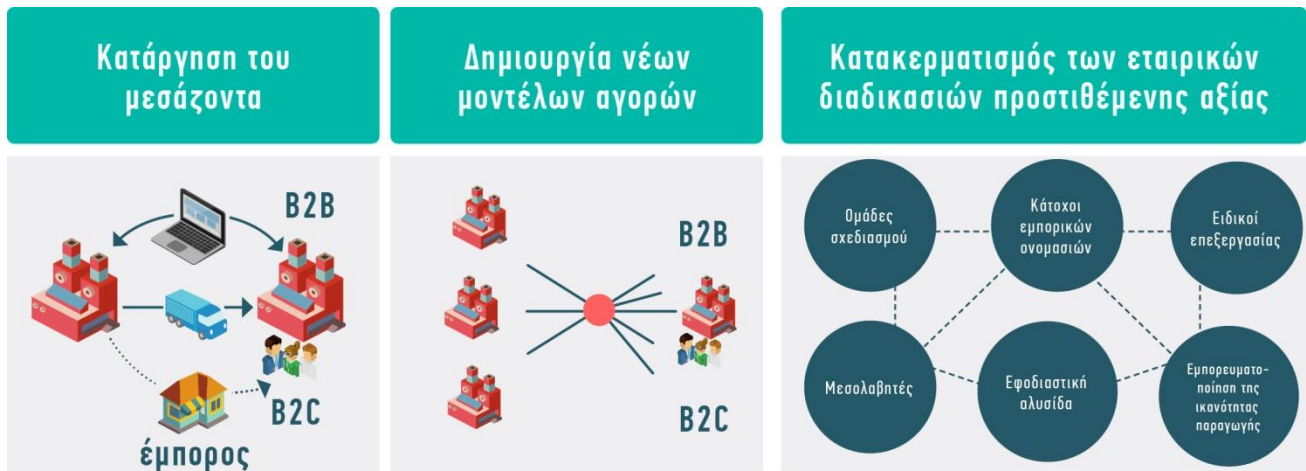 Κατάργηση του
μεσάζοντα
Δημιουργία νέων
μοντέλων αγορών
Κατακερματισμός των εταιρικών
διαδικασιών προστιθέμενης αξίας
B2B
B2C
έμπορος
B2B
B2C
Ομάδες
σχεδιασμού
Κάτοχοι
εμπορικών
ονομασιών
Ειδικοί
επεξεργασίας
Μεσολαβητές
Εφοδιαστική
αλυσίδα
Εμπορευματο-
ποίηση της
ικανότητας
παραγωγής